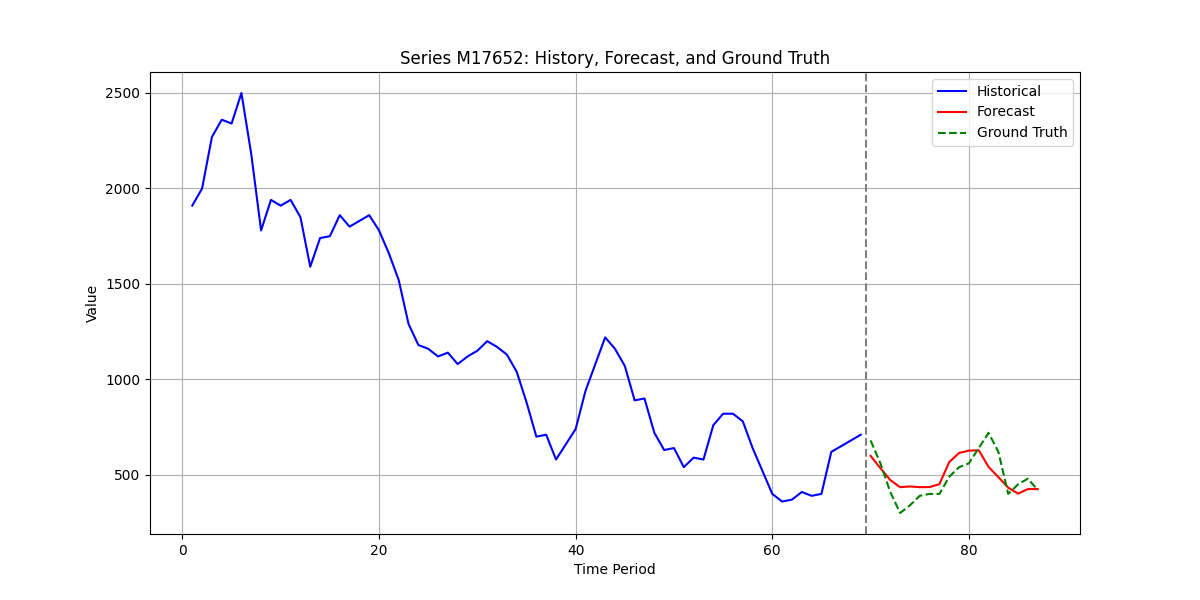 Series M17652: History, Forecast, and Ground Truth
2500
2000
1500
1000
500
Value
0
20
40
60
80
Time Period
Historical
Forecast
Ground Truth